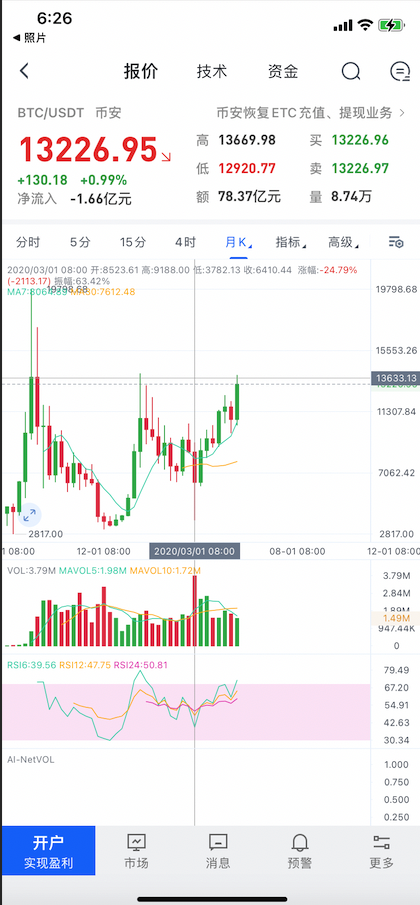 6:26
◀ 照片
报价 技术 资金
BTC/USDT 币安 币安恢复ETC充值、提现业务 >
13226.95↘
高 13669.98 买 13226.96
+130.18 +0.99%
低 12920.77 卖 13226.97
净流入 -1.66亿元
额 78.37亿元 量 8.74万
分时 5分 15分 4时 月K 指标 高级
2020/03/01 08:00 开:8523.61 高:9188.00 低:3782.13 收:6410.44 涨幅:-24.79%
(-2113.17) 振幅:63.42%
MA30:7612.48
19798.68
19798.68
15553.26
13633.13
11307.84
7062.42
2817.00
2817.00
1 08:00 12-01 08:00 2020/03/01 08:00 08-01 08:00 12-01 08:00
VOL:3.79M MAVOL5:1.98M MAVOL10:1.72M
3.79M
2.84M
1.89M
1.49M
947.44K
0
RSI6:39.56 RSI12:47.75 RSI24:50.81
79.49
67.20
54.91
42.63
30.34
AI-NetVOL
1.000
0.750
0.500
0.250
开户
实现盈利
市场 消息 预警 更多